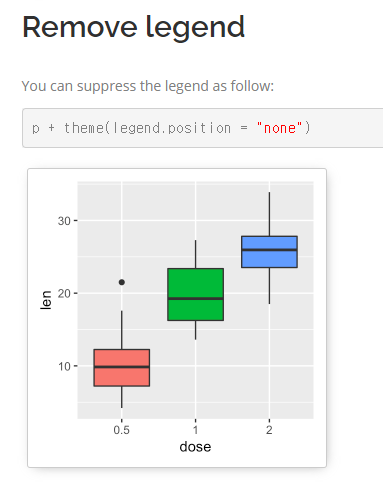 Remove legend
You can suppress the legend as follow:
p + theme(legend.position = "none")
30
20
10
len
0.5 1 2
dose